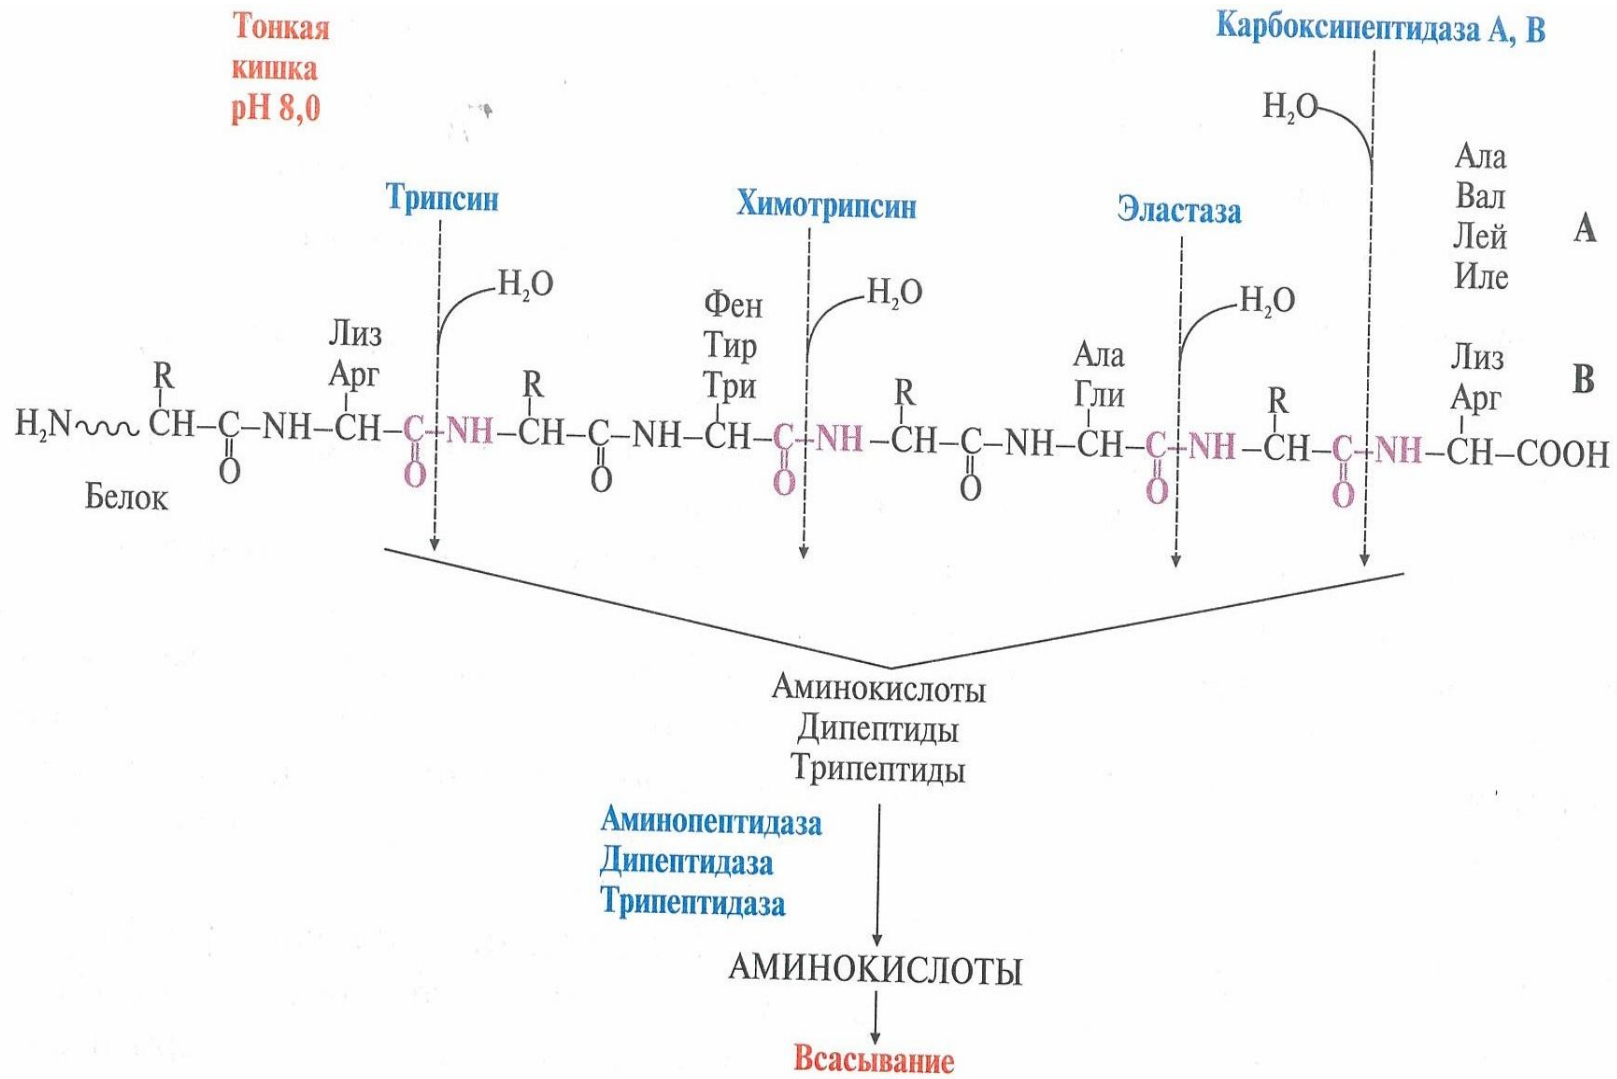 Тонкая
кишка
pH 8,0
Карбоксипептидаза А, В
H₂O
Ала
Вал
Лей
Иле
А
Трипсин
Химотрипсин
Эластаза
H₂O
H₂O
H₂O
Лиз
Арг
Фен
Тир
Три
Ала
Гли
Лиз
Арг
В
R
R
R
R
H₂N CH–C–NH–CH–C–NH–CH–C–NH–CH–C–NH–CH–C–NH–CH–C–NH–CH–C–NH–CH–COOH
O O O O O O O
Белок
Аминокислоты
Дипептиды
Трипептиды
Аминопептидаза
Дипептидаза
Трипептидаза
АМИНОКИСЛОТЫ
Всасывание